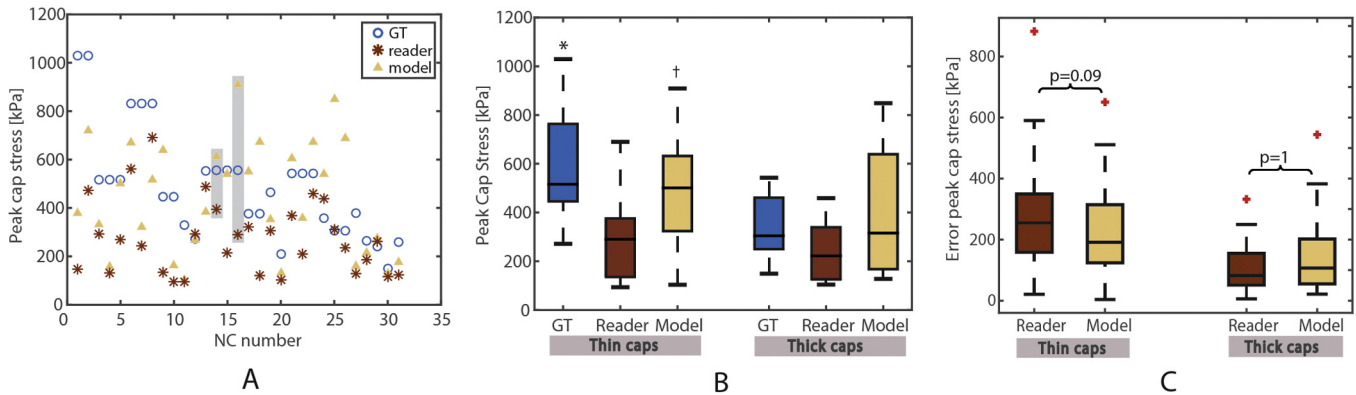 1200
1000
800
600
400
200
0
Peak cap stress [kPa]
0 5 10 15 20 25 30 35
NC number
GT
reader
model
A
1200
1000
800
600
400
200
0
Peak Cap Stress [kPa]
*
†
GT Reader Model GT Reader Model
Thin caps Thick caps
B
800
600
400
200
0
Error peak cap stress [kPa]
p=0.09
p=1
Reader Model Reader Model
Thin caps Thick caps
C